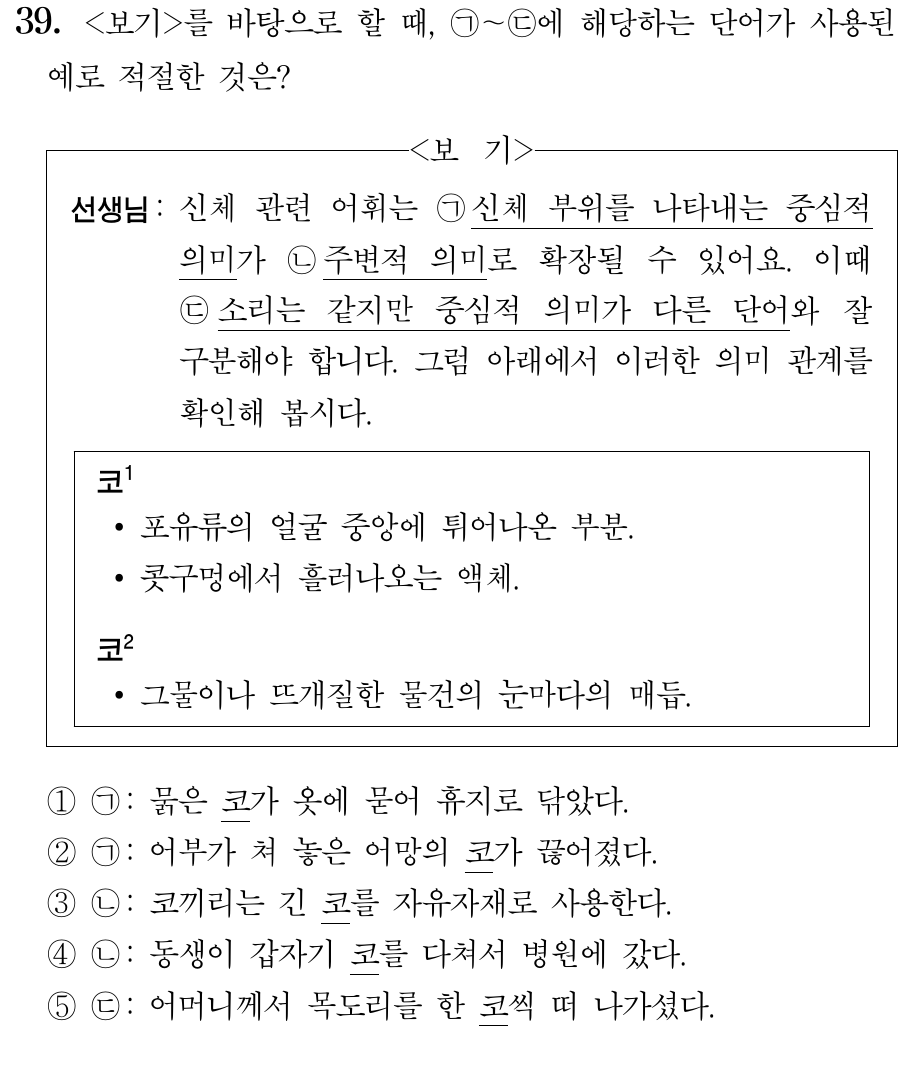 39. <보기>를 바탕으로 할 때, ㉠~㉢에 해당하는 단어가 사용된
예로 적절한 것은?
<보 기>
선생님: 신체 관련 어휘는 ㉠신체 부위를 나타내는 중심적
의미가 ㉡주변적 의미로 확장될 수 있어요. 이때
㉢소리는 같지만 중심적 의미가 다른 단어와 잘
구분해야 합니다. 그럼 아래에서 이러한 의미 관계를
확인해 봅시다.
코¹
• 포유류의 얼굴 중앙에 튀어나온 부분.
• 콧구멍에서 흘러나오는 액체.
코²
• 그물이나 뜨개질한 물건의 눈마다의 매듭.
① ㉠: 묽은 코가 옷에 묻어 휴지로 닦았다.
② ㉠: 어부가 쳐 놓은 어망의 코가 끊어졌다.
③ ㉡: 코끼리는 긴 코를 자유자재로 사용한다.
④ ㉡: 동생이 갑자기 코를 다쳐서 병원에 갔다.
⑤ ㉢: 어머니께서 목도리를 한 코씩 떠 나가셨다.